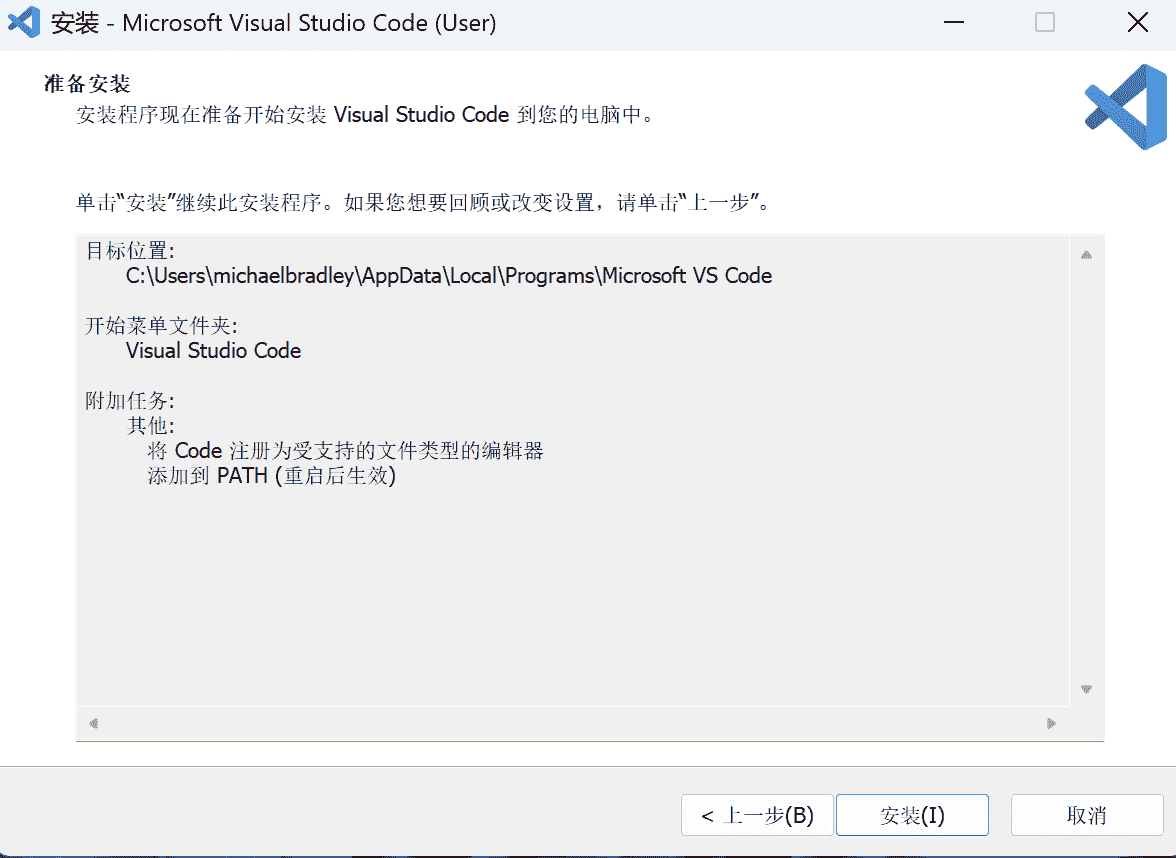 安装 - Microsoft Visual Studio Code (User)
准备安装
安装程序现在准备开始安装 Visual Studio Code 到您的电脑中。
单击“安装”继续此安装程序。如果您想要回顾或改变设置，请单击“上一步”。
目标位置:
C:\Users\michaelbradley\AppData\Local\Programs\Microsoft VS Code
开始菜单文件夹:
Visual Studio Code
附加任务:
其他:
将 Code 注册为受支持的文件类型的编辑器
添加到 PATH (重启后生效)
< 上一步(B) 安装(I) 取消